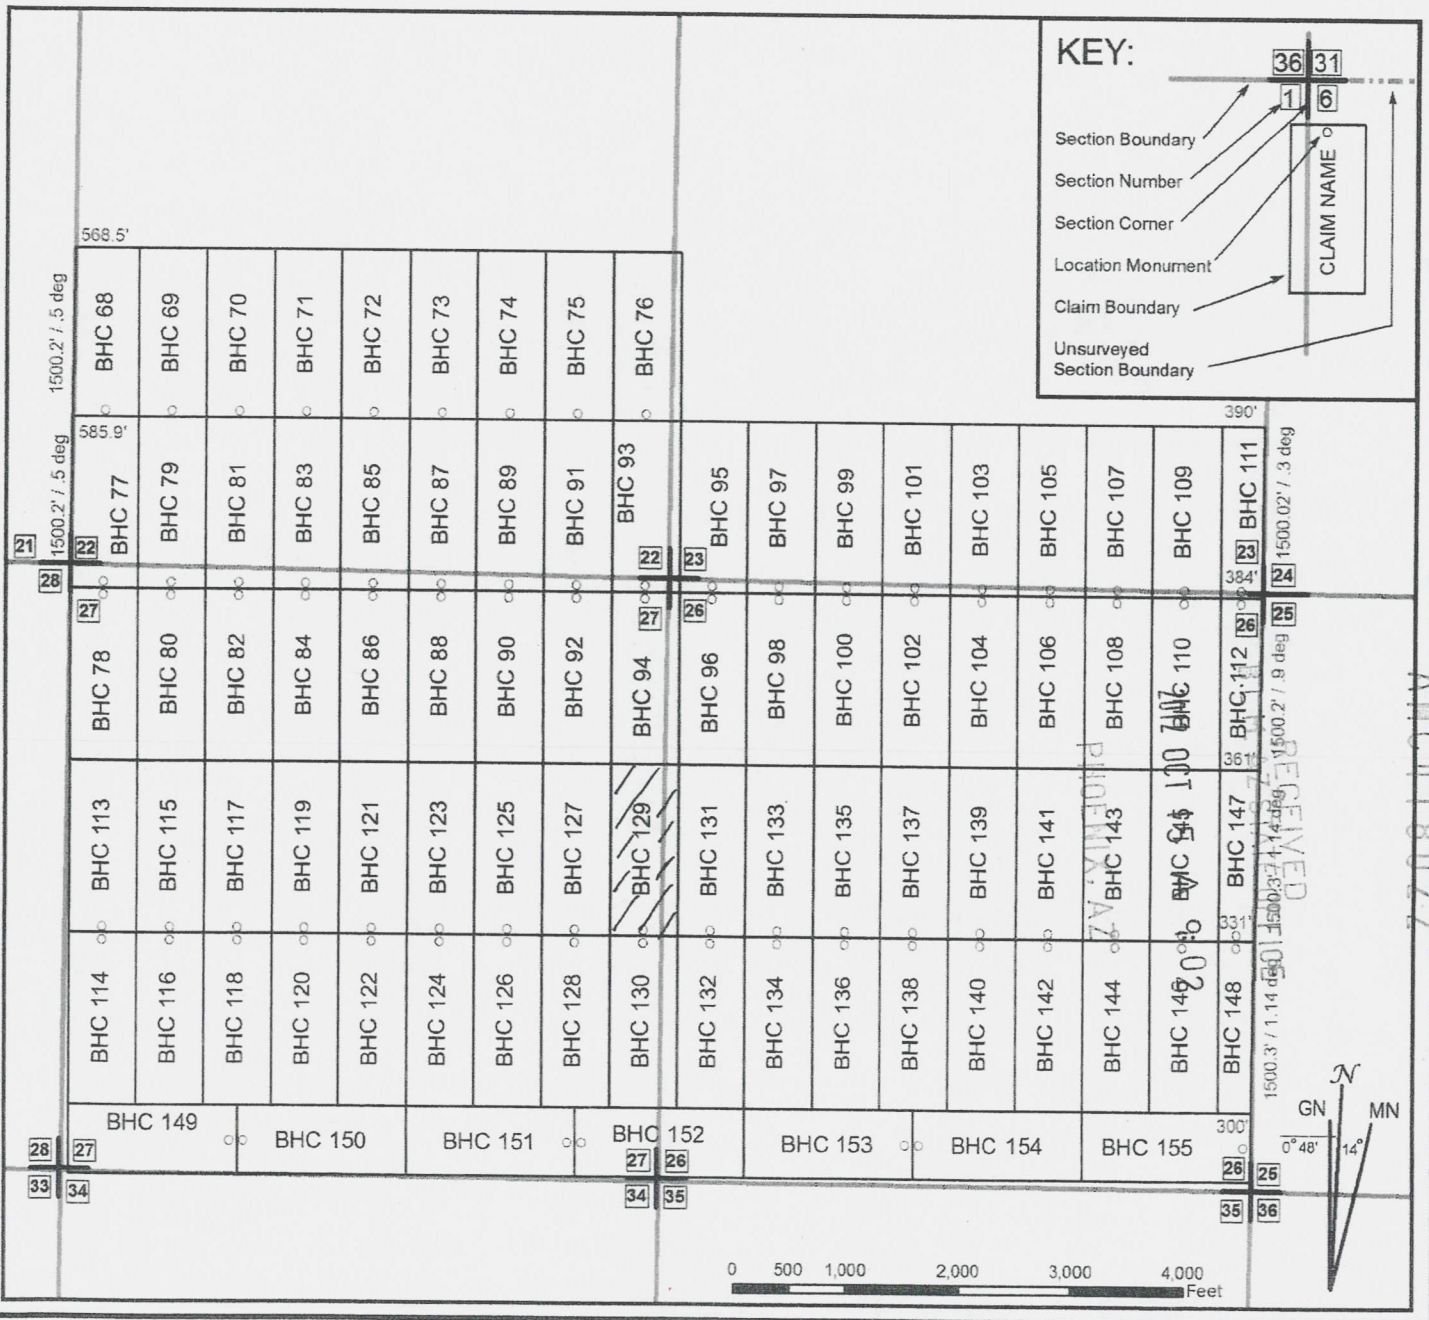 KEY:
36 31
1 6
Section Boundary
Section Number
Section Corner
Location Monument
Claim Boundary
Unsurveyed
Section Boundary
CLAIM NAME
568.5'
1500.2' / .5 deg
BHC 68
BHC 69
BHC 70
BHC 71
BHC 72
BHC 73
BHC 74
BHC 75
BHC 76
390'
585.9'
1500.2' / .5 deg
BHC 77
BHC 79
BHC 81
BHC 83
BHC 85
BHC 87
BHC 89
BHC 91
BHC 93
BHC 95
BHC 97
BHC 99
BHC 101
BHC 103
BHC 105
BHC 107
BHC 109
BHC 111
1500.02' / .3 deg
21 22
28 27
22 23
27 26
23 24
26 25
384'
BHC 78
BHC 80
BHC 82
BHC 84
BHC 86
BHC 88
BHC 90
BHC 92
BHC 94
BHC 96
BHC 98
BHC 100
BHC 102
BHC 104
BHC 106
BHC 108
BHC 110
BHC 112
1500.2' / .9 deg
361'
BHC 113
BHC 115
BHC 117
BHC 119
BHC 121
BHC 123
BHC 125
BHC 127
BHC 129
BHC 131
BHC 133
BHC 135
BHC 137
BHC 139
BHC 141
BHC 143
BHC 145
BHC 147
331'
RECEIVED
2012 OCT 15 A 9:02
PHOENIX, AZ
BHC 114
BHC 116
BHC 118
BHC 120
BHC 122
BHC 124
BHC 126
BHC 128
BHC 130
BHC 132
BHC 134
BHC 136
BHC 138
BHC 140
BHC 142
BHC 144
BHC 146
BHC 148
1500.3' / 1.14 deg
BHC 149
BHC 150
BHC 151
BHC 152
BHC 153
BHC 154
BHC 155
300'
28 27
33 34
27 26
34 35
26 25
35 36
N
GN MN
0° 48' 14°
0 500 1,000 2,000 3,000 4,000
Feet